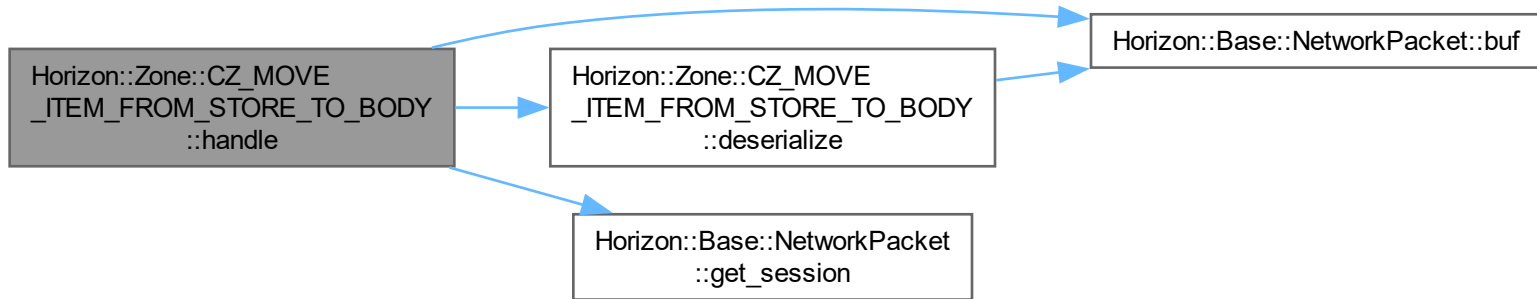 Horizon::Zone::CZ_MOVE
_ITEM_FROM_STORE_TO_BODY
::handle
Horizon::Zone::CZ_MOVE
_ITEM_FROM_STORE_TO_BODY
::deserialize
Horizon::Base::NetworkPacket::buf
Horizon::Base::NetworkPacket
::get_session